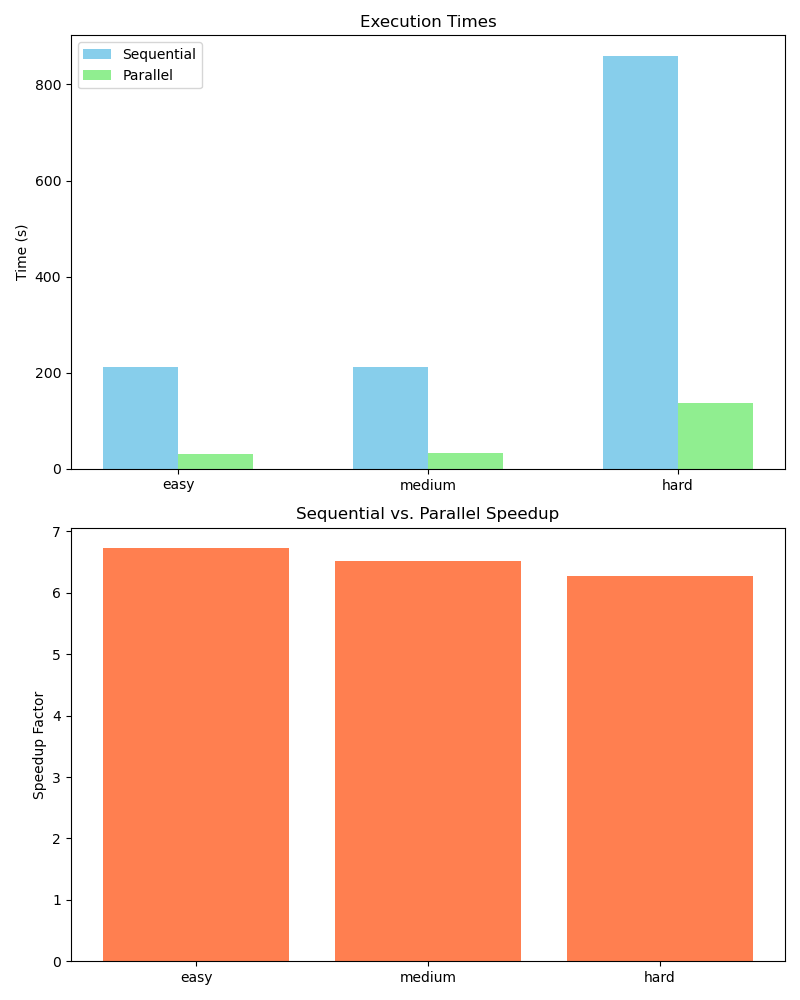 Execution Times
Sequential
Parallel
Time (s)
800
600
400
200
0
easy medium hard
Sequential vs. Parallel Speedup
Speedup Factor
7
6
5
4
3
2
1
0
easy medium hard